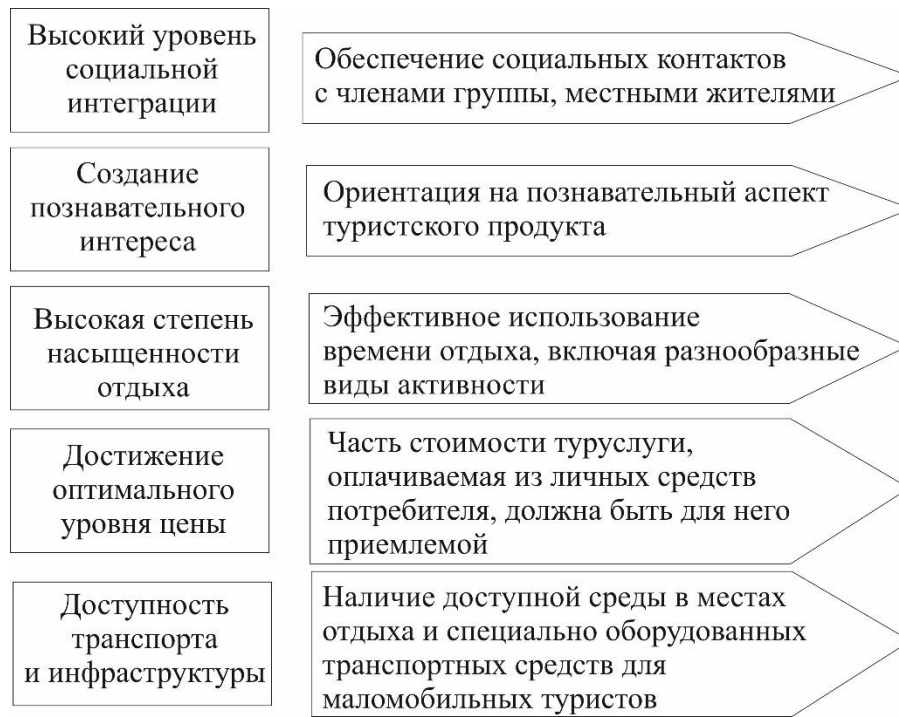 Высокий уровень
социальной
интеграции
Обеспечение социальных контактов
с членами группы, местными жителями
Создание
познавательного
интереса
Ориентация на познавательный аспект
туристского продукта
Высокая степень
насыщенности
отдыха
Эффективное использование
времени отдыха, включая разнообразные
виды активности
Достижение
оптимального
уровня цены
Часть стоимости туруслуги,
оплачиваемая из личных средств
потребителя, должна быть для него
приемлемой
Доступность
транспорта
и инфраструктуры
Наличие доступной среды в местах
отдыха и специально оборудованных
транспортных средств для
маломобильных туристов